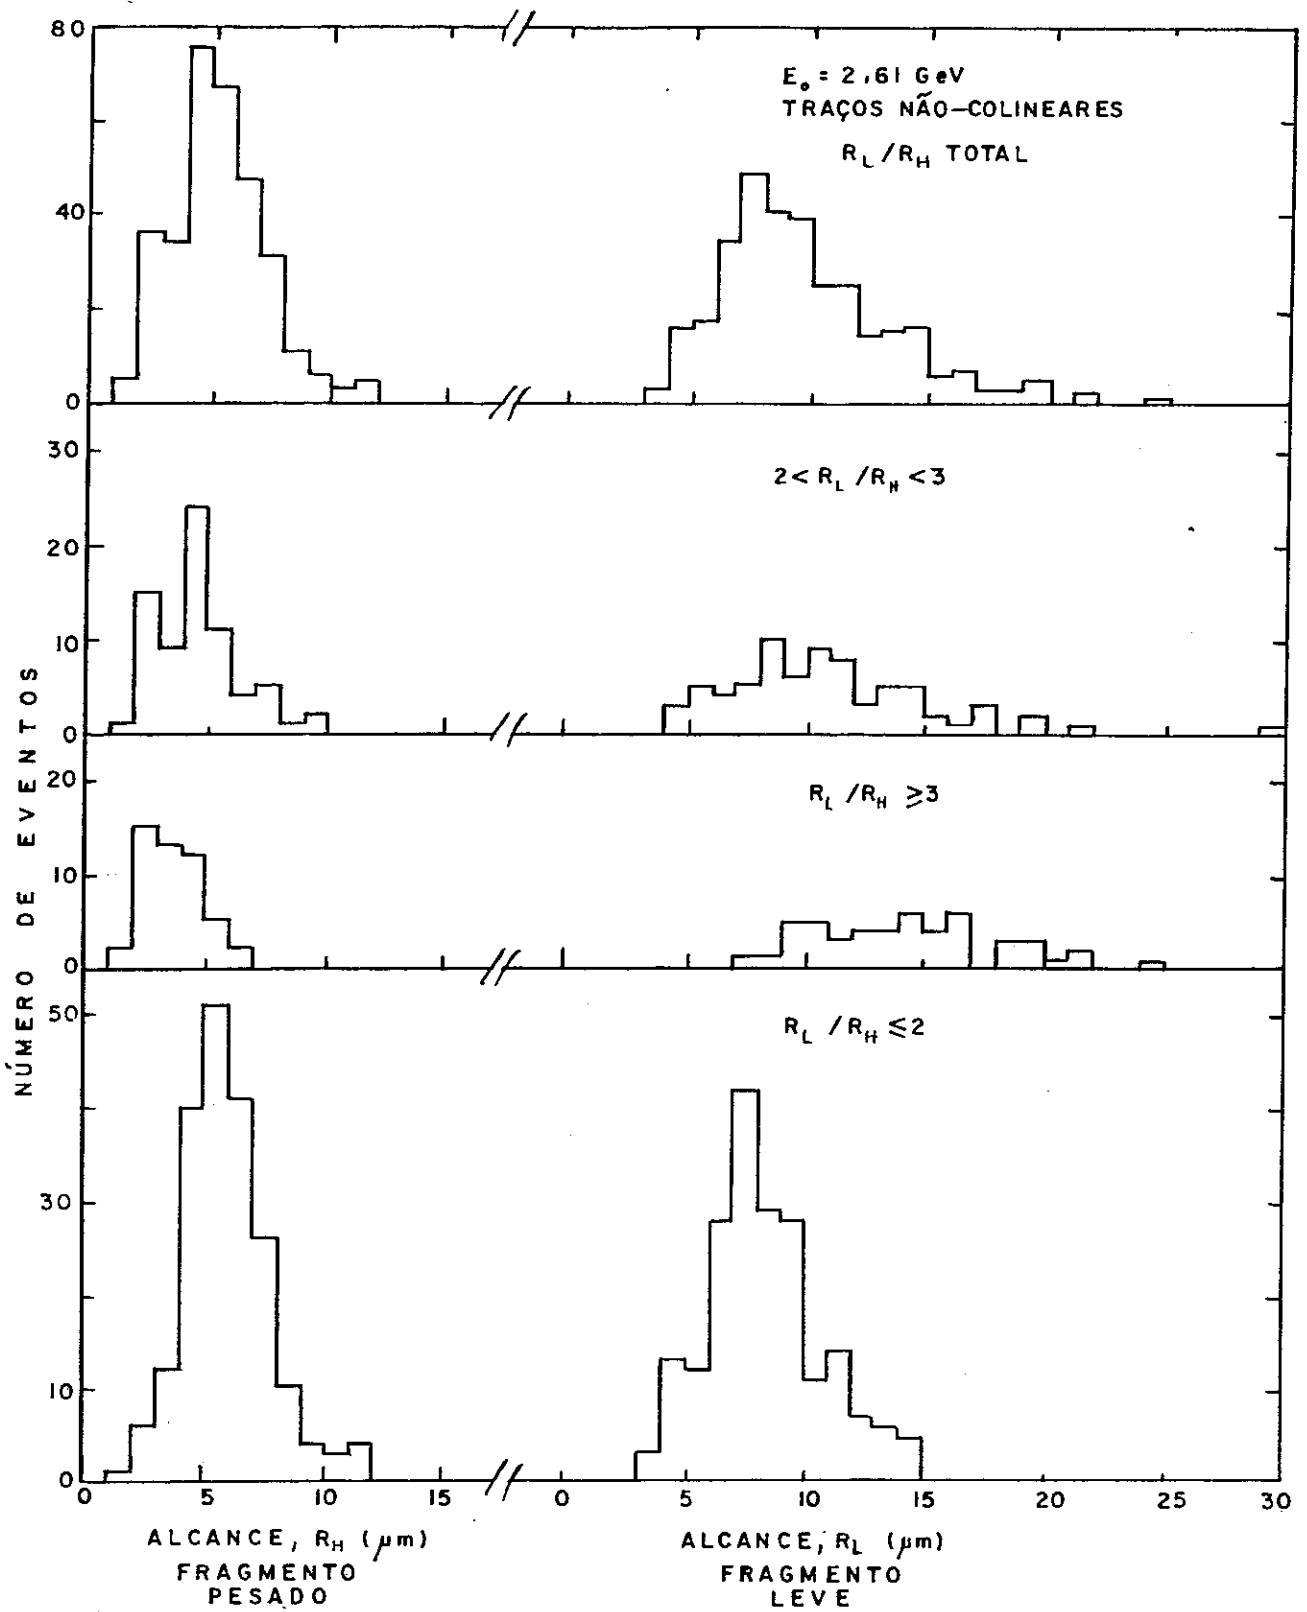 E₀ = 2,61 GeV
TRAÇOS NÃO-COLINEARES
R_L /R_H TOTAL
80
40
0
2 < R_L /R_H < 3
30
20
10
0
R_L /R_H ⩾3
20
10
0
R_L /R_H ⩽2
50
30
10
0
NÚMERO DE EVENTOS
0 5 10 15 0 5 10 15 20 25 30
ALCANCE, R_H (μm)
FRAGMENTO
PESADO
ALCANCE, R_L (μm)
FRAGMENTO
LEVE